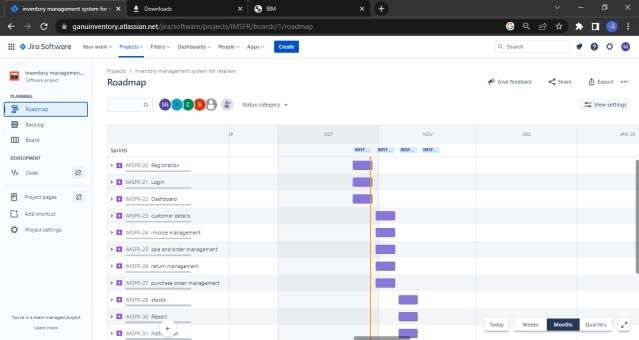 inventory management system for r
Downloads
IBM
ganuinventory.atlassian.net/jira/software/projects/IMSFR/boards/1/roadmap
Jira Software
Your work
Projects
Filters
Dashboards
People
Apps
Create
Search
SG
inventory managemen...
Software project
PLANNING
Roadmap
Backlog
Board
DEVELOPMENT
Code
Project pages
Add shortcut
Project settings
You're in a team-managed project
Learn more
Projects / inventory management system for retailers
Roadmap
Give feedback
Share
Export
SG
S
Status category
View settings
OCT
NOV
DEC
Sprints
IMSF... IMSF... IMSF... IMSF...
IMSFR-20 Registration
IMSFR-21 Login
IMSFR-22 Dashboard
IMSFR-23 customer details
IMSFR-24 invoice management
IMSFR-25 sale and order management
IMSFR-26 return management
IMSFR-27 purchase order management
IMSFR-29 stocks
IMSFR-30 Report
IMSFR-31
Today
Weeks
Months
Quarters